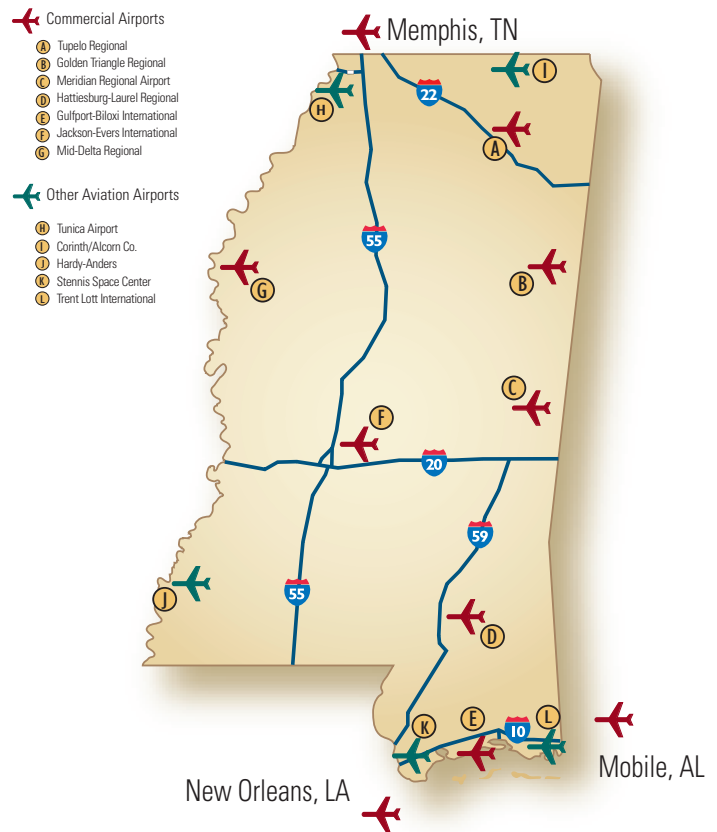 Commercial Airports
A Tupelo Regional
B Golden Triangle Regional
C Meridian Regional Airport
D Hattiesburg-Laurel Regional
E Gulfport-Biloxi International
F Jackson-Evers International
G Mid-Delta Regional
Other Aviation Airports
H Tunica Airport
I Corinth/Alcorn Co.
J Hardy-Anders
K Stennis Space Center
L Trent Lott International
Memphis, TN
I
H
22
A
55
G
B
C
F
20
59
J
55
D
K
E
10
L
Mobile, AL
New Orleans, LA